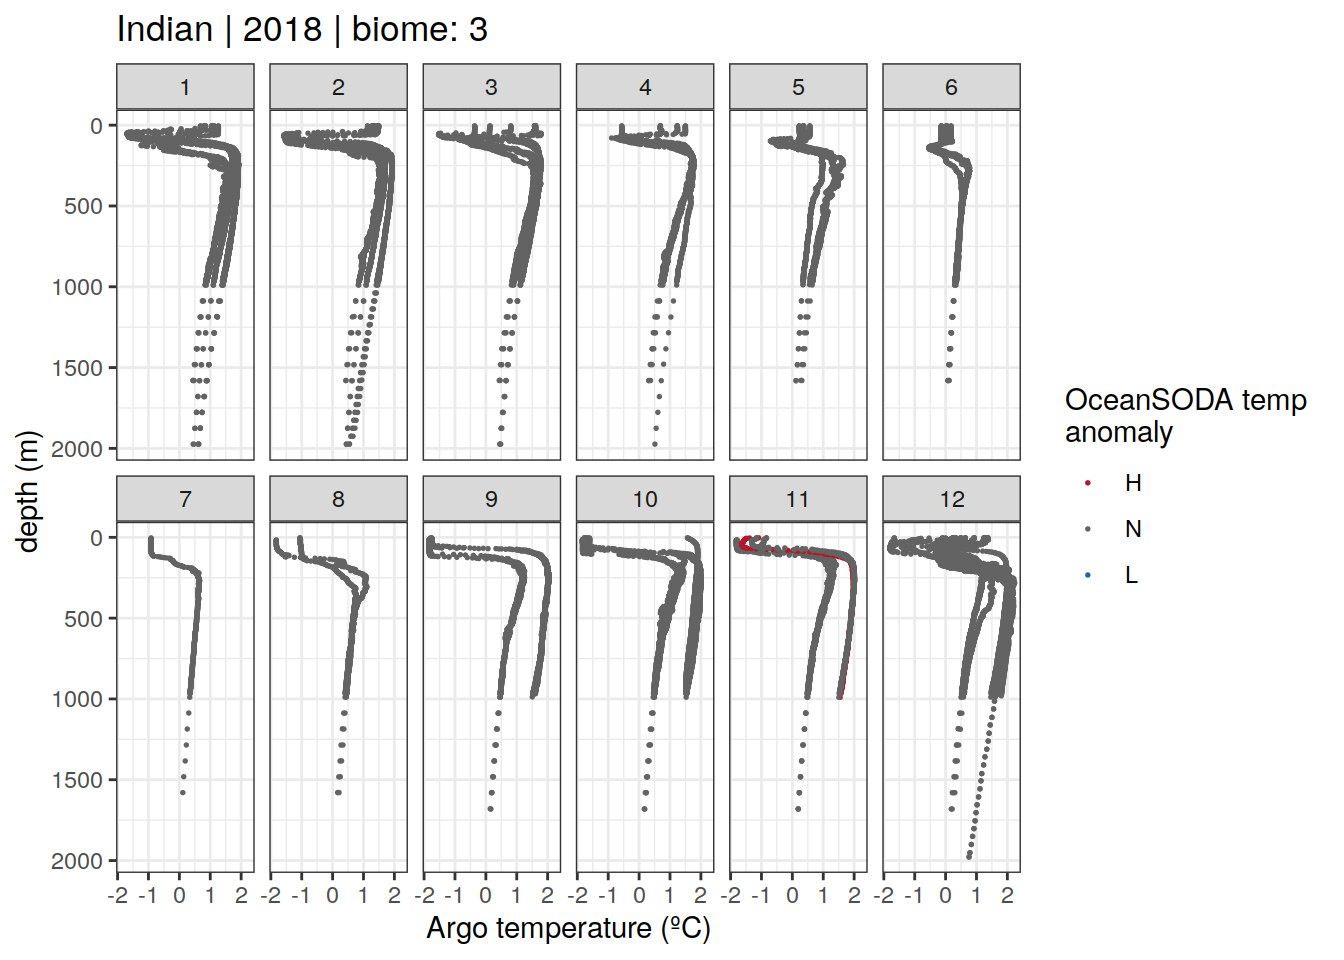 Indian | 2018 | biome: 3
1 2 3 4 5 6
0
500
1000
1500
2000
7 8 9 10 11 12
0
500
1000
1500
2000
-2 -1 0 1 2 -2 -1 0 1 2 -2 -1 0 1 2 -2 -1 0 1 2 -2 -1 0 1 2 -2 -1 0 1 2
depth (m)
Argo temperature (ºC)
OceanSODA temp
anomaly
H
N
L